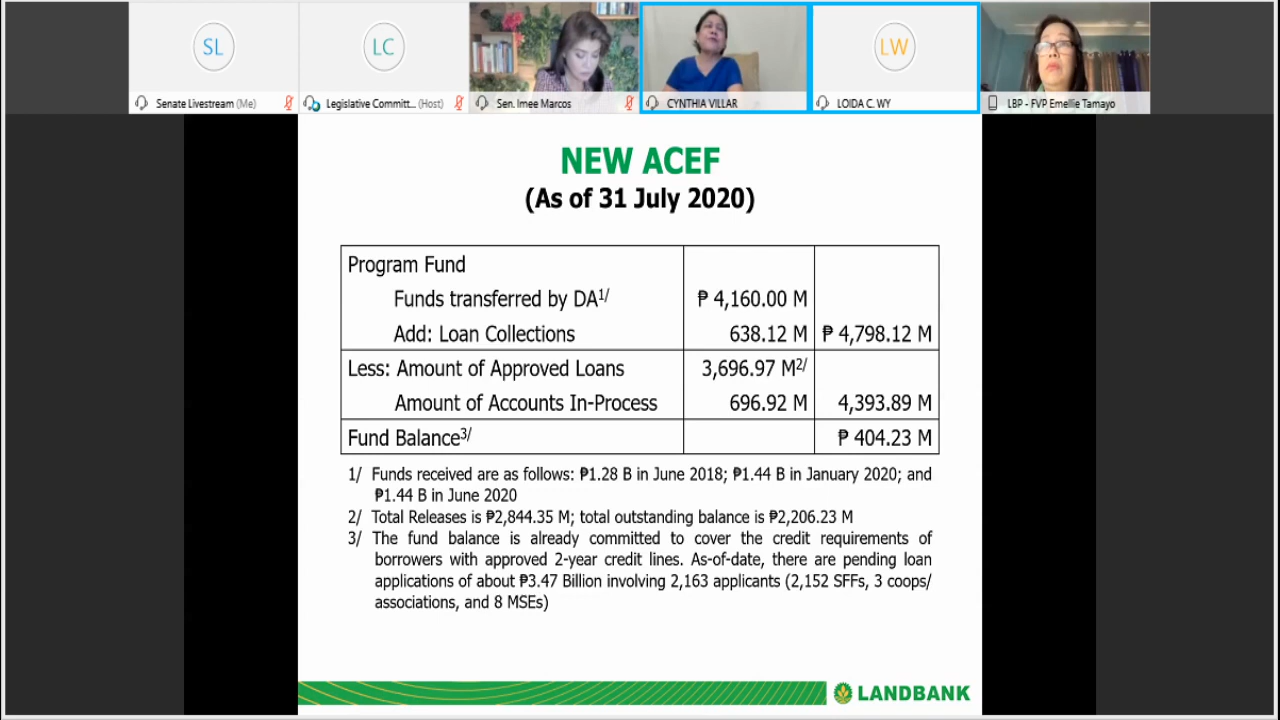 SL
LC
LW
Senate Livestream (Me)
Legislative Committ... (Host)
Sen. Imee Marcos
CYNTHIA VILLAR
LOIDA C. WY
LBP - FVP Emellie Tamayo
NEW ACEF
(As of 31 July 2020)
Program Fund
Funds transferred by DA1/ ₱ 4,160.00 M
Add: Loan Collections 638.12 M ₱ 4,798.12 M
Less: Amount of Approved Loans 3,696.97 M2/
Amount of Accounts In-Process 696.92 M 4,393.89 M
Fund Balance3/ ₱ 404.23 M
1/ Funds received are as follows: ₱1.28 B in June 2018; ₱1.44 B in January 2020; and
₱1.44 B in June 2020
2/ Total Releases is ₱2,844.35 M; total outstanding balance is ₱2,206.23 M
3/ The fund balance is already committed to cover the credit requirements of
borrowers with approved 2-year credit lines. As-of-date, there are pending loan
applications of about ₱3.47 Billion involving 2,163 applicants (2,152 SFFs, 3 coops/
associations, and 8 MSEs)
LANDBANK